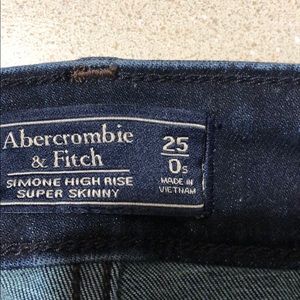 Abercrombie
& Fitch
SIMONE HIGH RISE
SUPER SKINNY
25
0s
MADE IN
VIETNAM